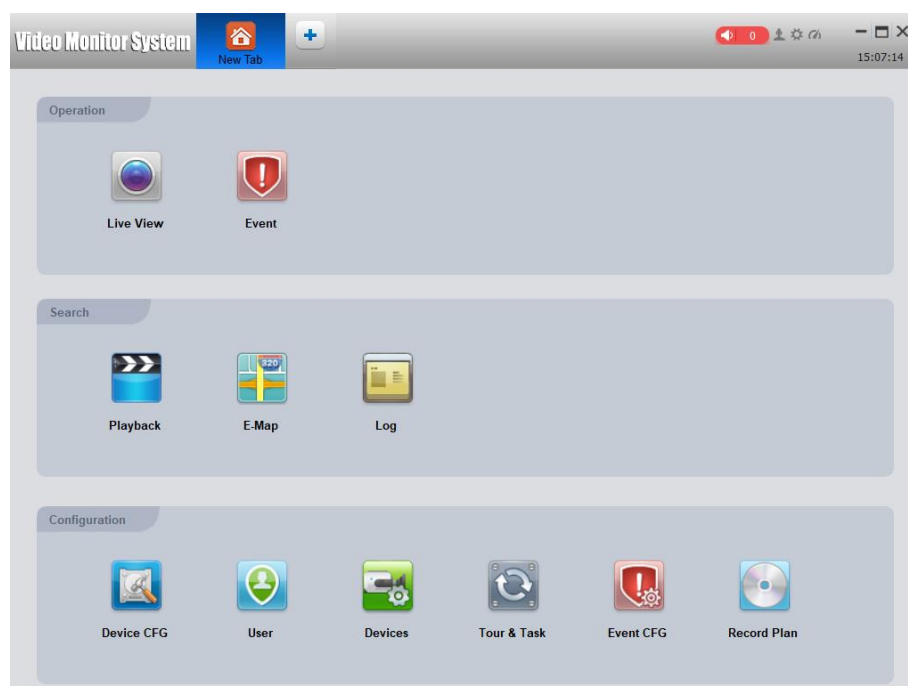 Video Monitor System
New Tab
0
15:07:14
Operation
Live View
Event
Search
320
Playback
E-Map
Log
Configuration
Device CFG
User
Devices
Tour & Task
Event CFG
Record Plan